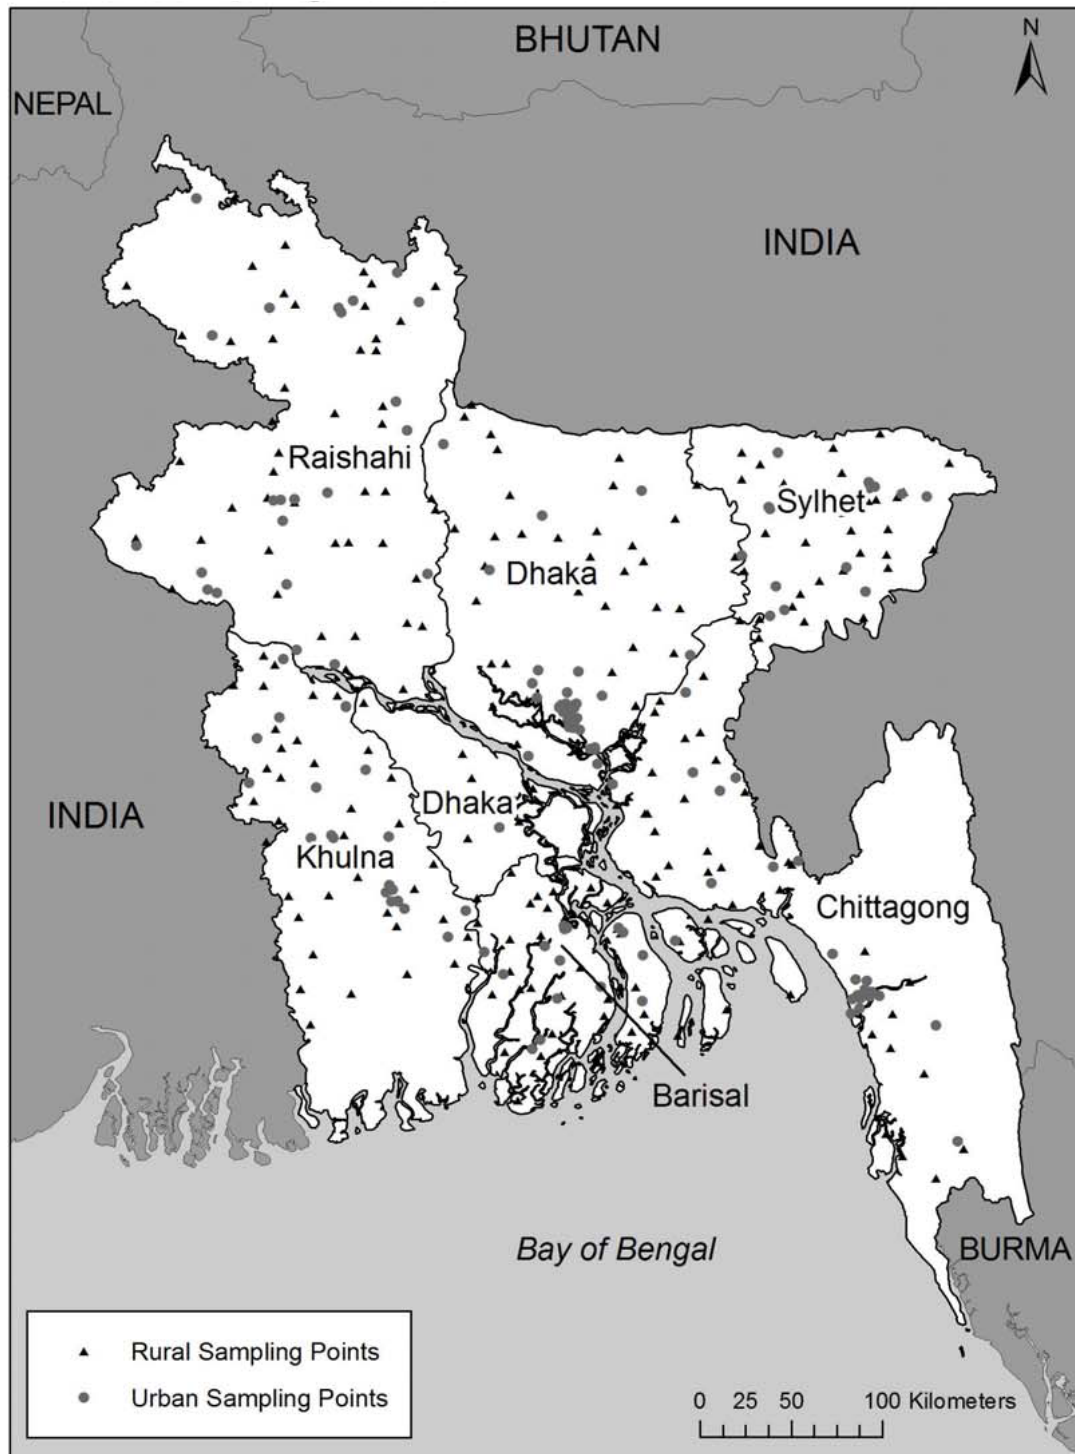 BHUTAN
N
NEPAL
INDIA
Raishahi
Sylhet
Dhaka
INDIA
Dhaka
Khulna
Chittagong
Barisal
Bay of Bengal
BURMA
Rural Sampling Points
Urban Sampling Points
0 25 50 100 Kilometers